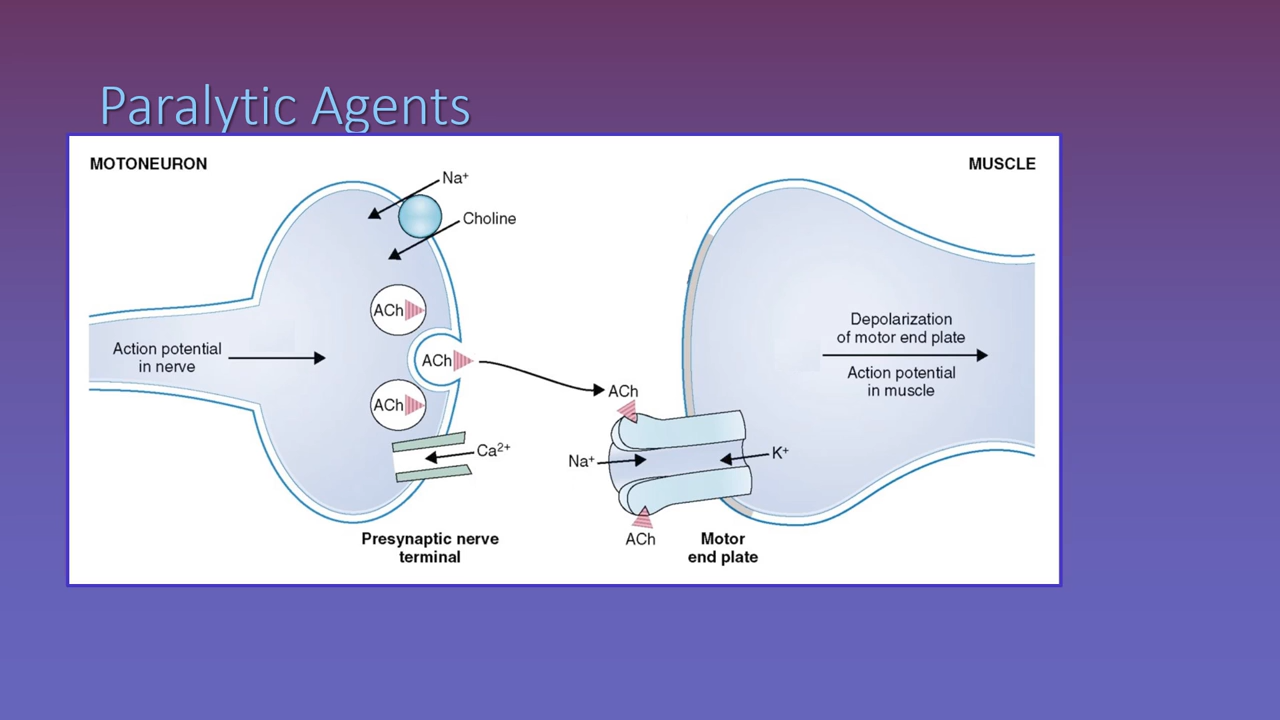 Paralytic Agents
MOTONEURON
MUSCLE
Na⁺
Choline
ACh
ACh
ACh
Action potential
in nerve
Ca²⁺
Presynaptic nerve
terminal
ACh
Na⁺
K⁺
ACh
Motor
end plate
Depolarization
of motor end plate
Action potential
in muscle